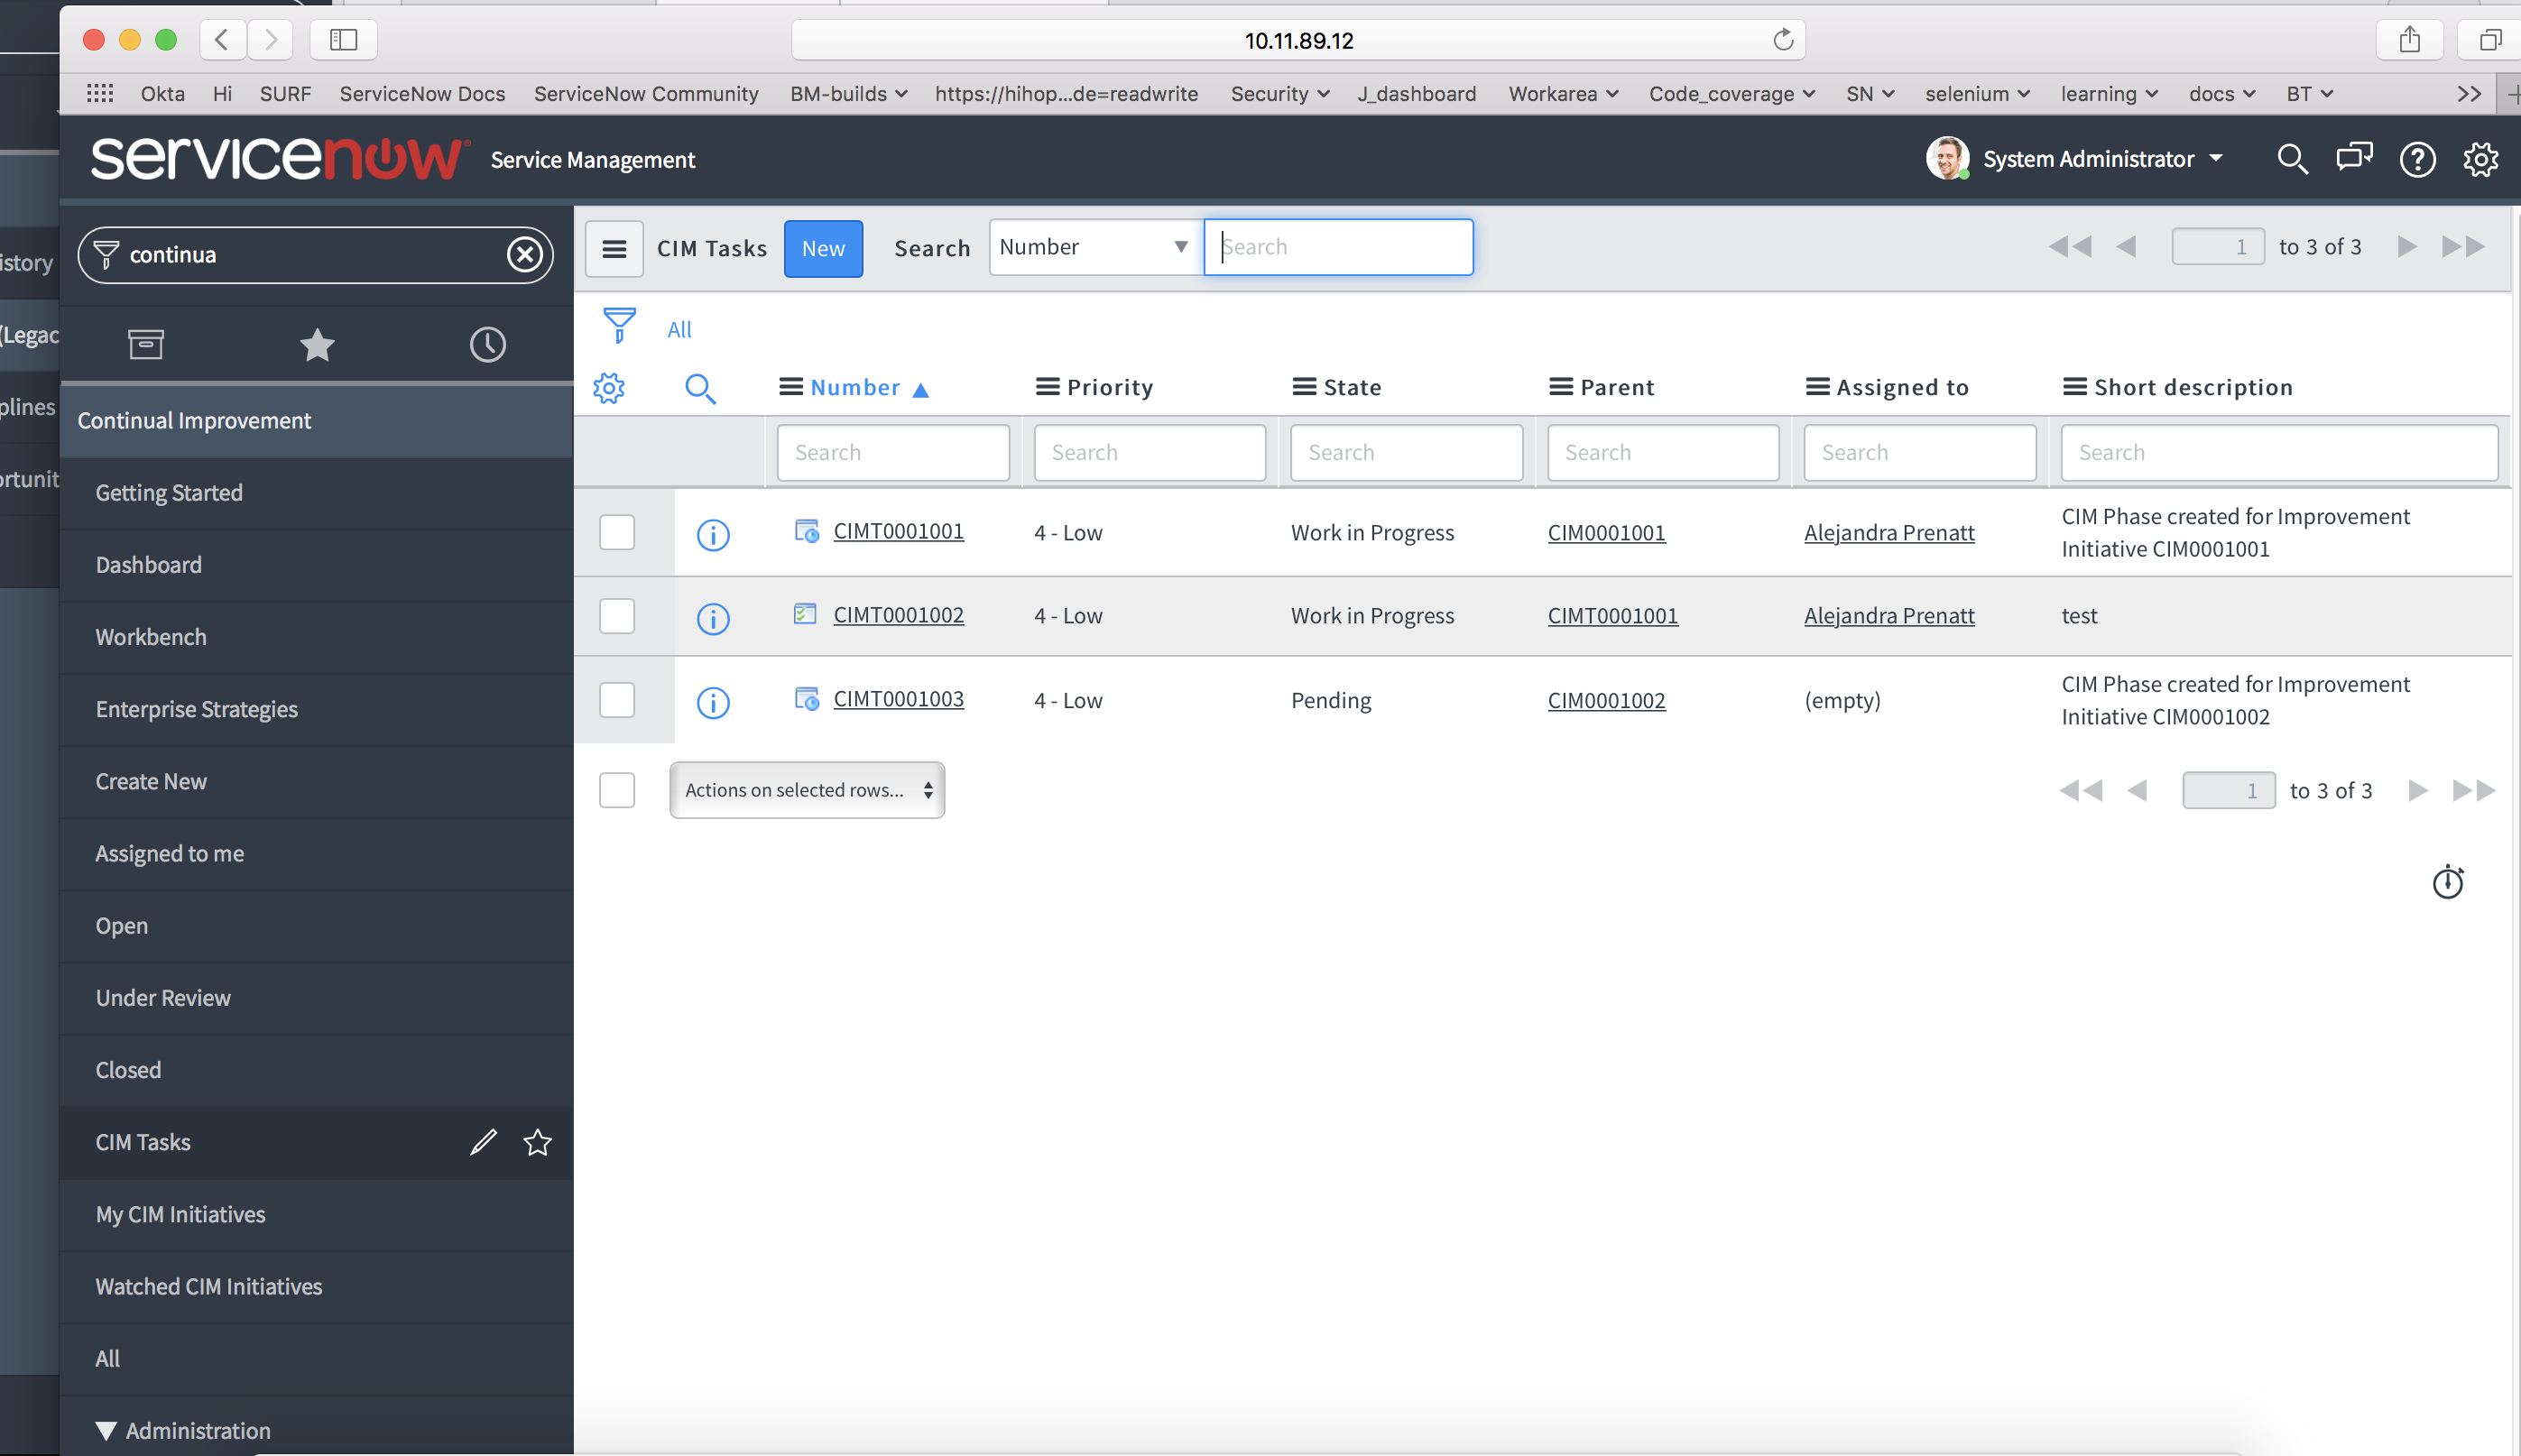 10.11.89.12
Okta Hi SURF ServiceNow Docs ServiceNow Community BM-builds https://hihop...de=readwrite Security J_dashboard Workarea Code_coverage SN selenium learning docs BT
servicenow Service Management System Administrator
continua
CIM Tasks New Search Number Search 1 to 3 of 3
All
Number Priority State Parent Assigned to Short description
Search Search Search Search Search Search
CIMT0001001 4 - Low Work in Progress CIM0001001 Alejandra Prenatt CIM Phase created for Improvement
Initiative CIM0001001
CIMT0001002 4 - Low Work in Progress CIMT0001001 Alejandra Prenatt test
CIMT0001003 4 - Low Pending CIM0001002 (empty) CIM Phase created for Improvement
Initiative CIM0001002
Actions on selected rows... 1 to 3 of 3
Continual Improvement
Getting Started
Dashboard
Workbench
Enterprise Strategies
Create New
Assigned to me
Open
Under Review
Closed
CIM Tasks
My CIM Initiatives
Watched CIM Initiatives
All
Administration